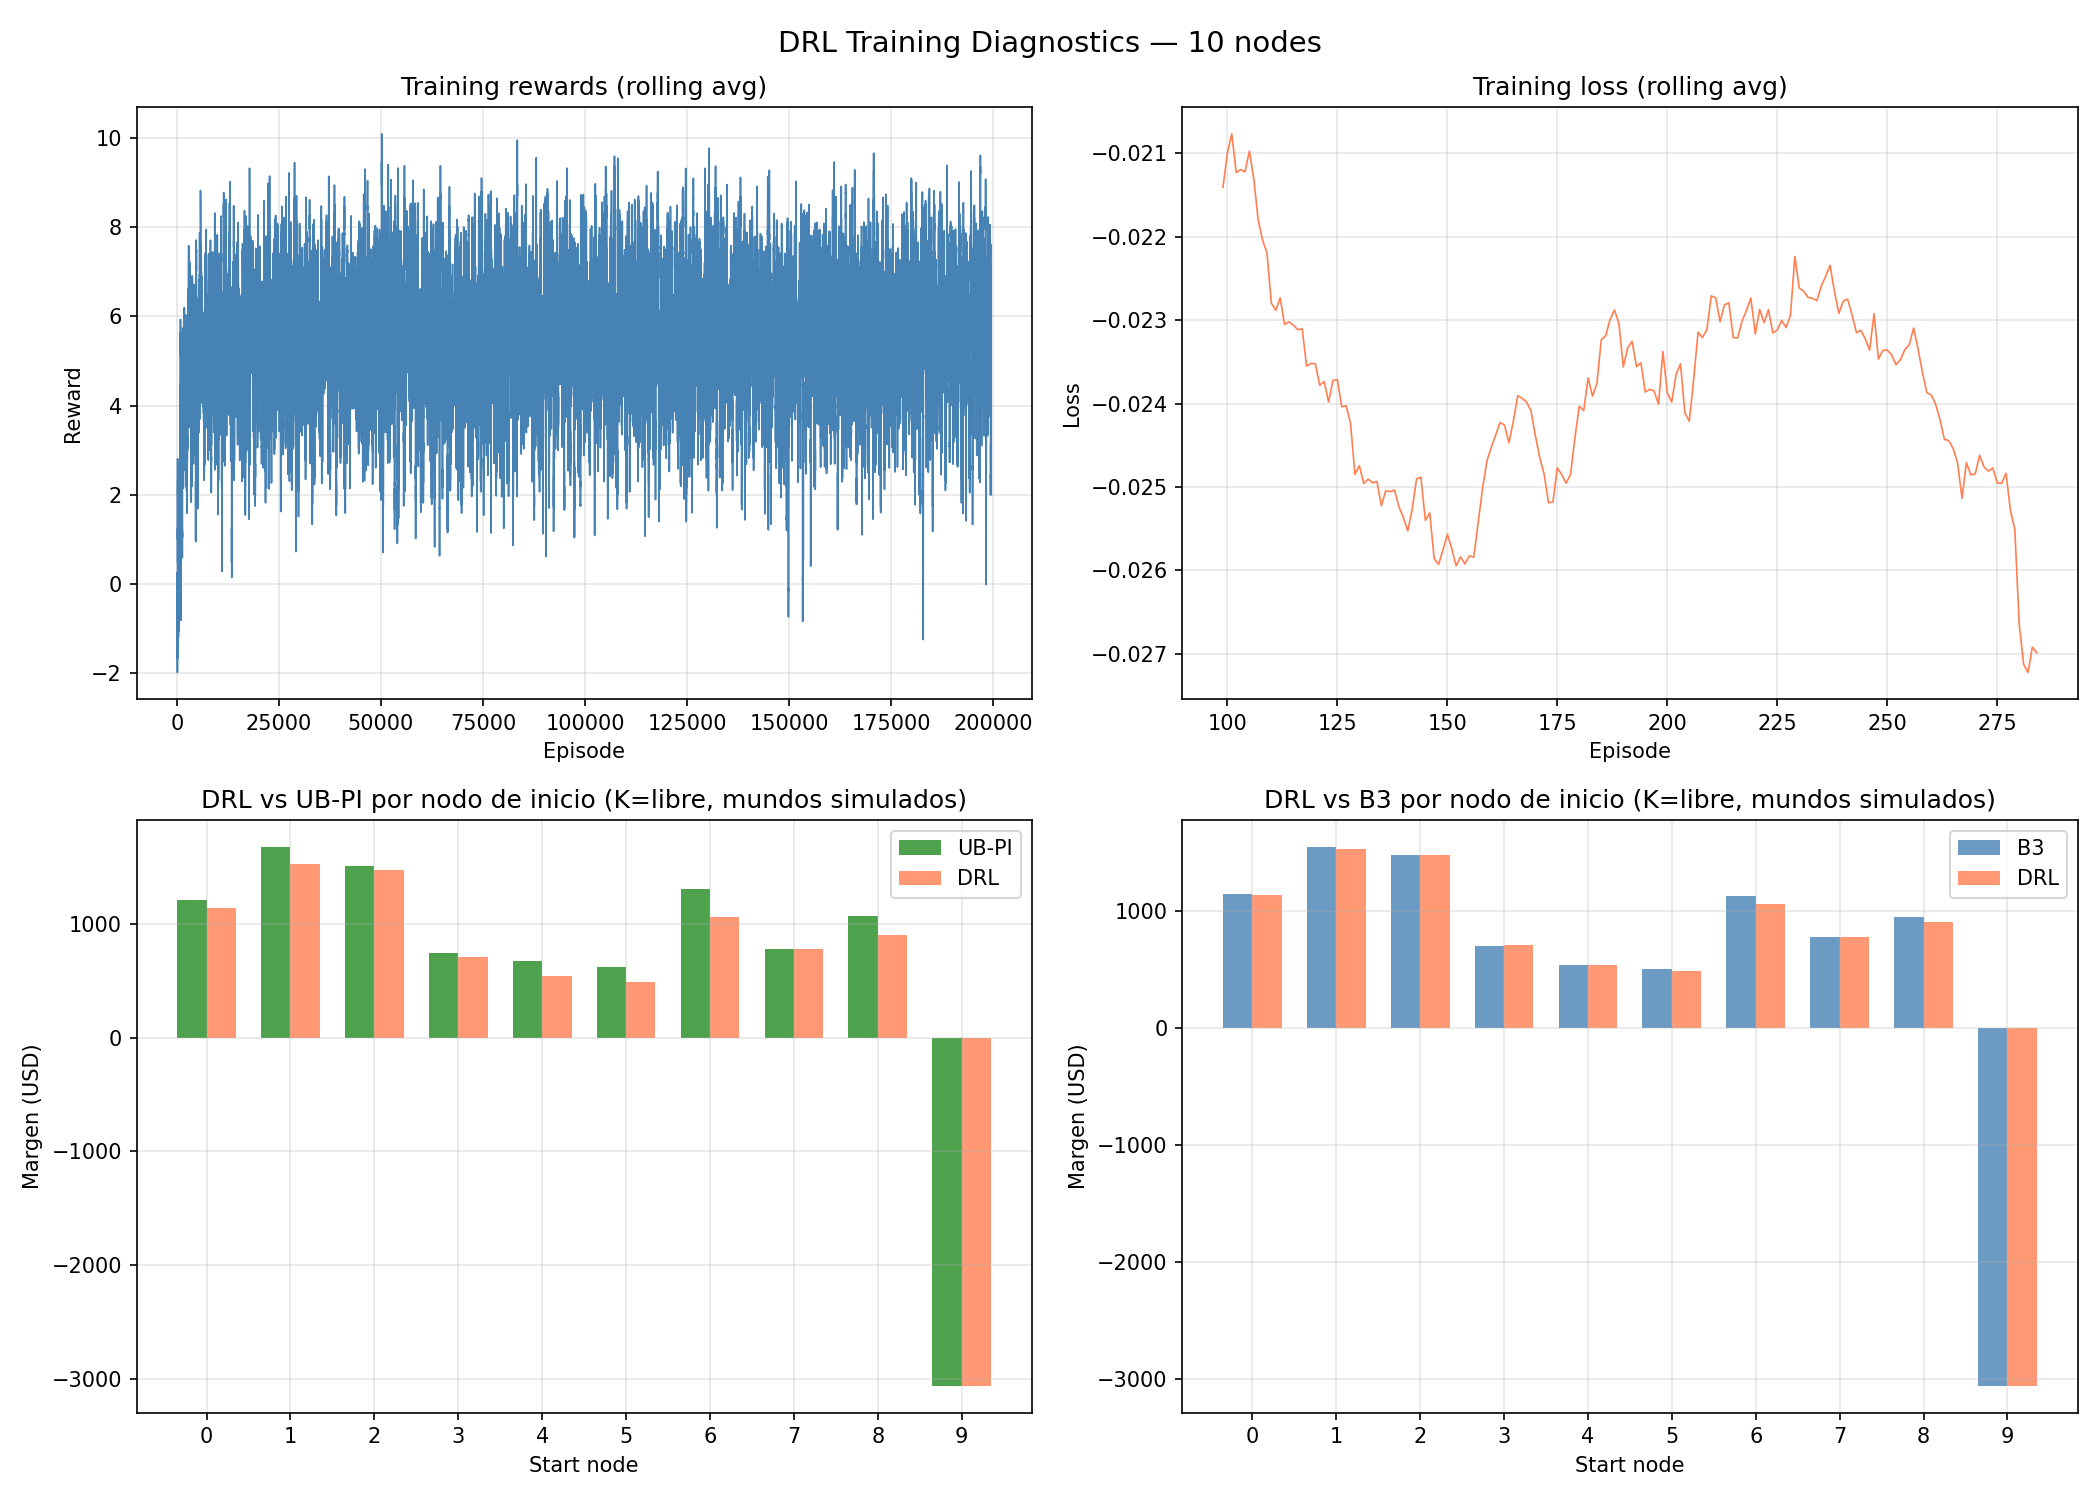 DRL Training Diagnostics — 10 nodes
Training rewards (rolling avg)
10
8
6
4
2
0
−2
Reward
0 25000 50000 75000 100000 125000 150000 175000 200000
Episode
Training loss (rolling avg)
−0.021
−0.022
−0.023
−0.024
−0.025
−0.026
−0.027
Loss
100 125 150 175 200 225 250 275
Episode
DRL vs UB-PI por nodo de inicio (K=libre, mundos simulados)
UB-PI
DRL
1000
0
−1000
−2000
−3000
Margen (USD)
0 1 2 3 4 5 6 7 8 9
Start node
DRL vs B3 por nodo de inicio (K=libre, mundos simulados)
B3
DRL
1000
0
−1000
−2000
−3000
Margen (USD)
0 1 2 3 4 5 6 7 8 9
Start node